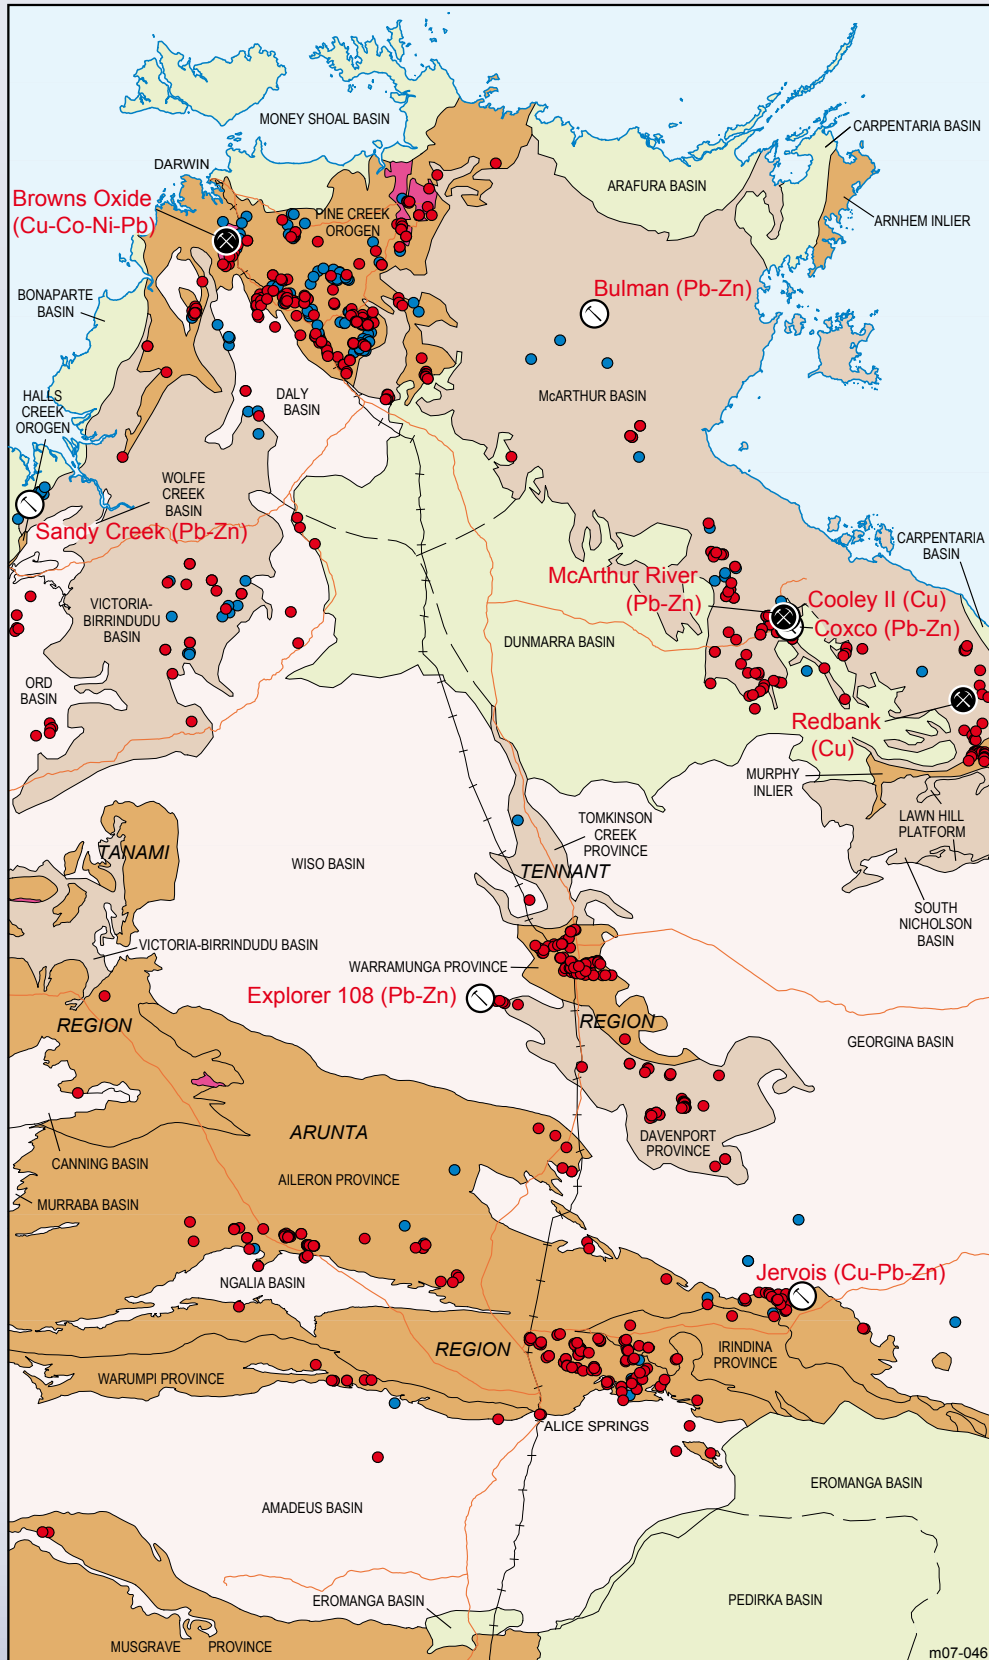 MONEY SHOAL BASIN
CARPENTARIA BASIN
DARWIN
ARAFURA BASIN
Browns Oxide
(Cu-Co-Ni-Pb)
PINE CREEK
OROGEN
ARNHEM INLIER
BONAPARTE
BASIN
Bulman (Pb-Zn)
HALLS
CREEK
OROGEN
DALY
BASIN
McARTHUR BASIN
WOLFE
CREEK
BASIN
Sandy Creek (Pb-Zn)
CARPENTARIA
BASIN
McArthur River
(Pb-Zn)
Cooley II (Cu)
Coxco (Pb-Zn)
VICTORIA-
BIRRINDUDU
BASIN
DUNMARRA BASIN
ORD
BASIN
Redbank
(Cu)
MURPHY
INLIER
LAWN HILL
PLATFORM
TOMKINSON
CREEK
PROVINCE
TANAMI
WISO BASIN
TENNANT
SOUTH
NICHOLSON
BASIN
VICTORIA-BIRRINDUDU BASIN
WARRAMUNGA PROVINCE
Explorer 108 (Pb-Zn)
REGION
REGION
GEORGINA BASIN
ARUNTA
DAVENPORT
PROVINCE
CANNING BASIN
AILERON PROVINCE
MURRABA BASIN
NGALIA BASIN
Jervois (Cu-Pb-Zn)
REGION
IRINDINA
PROVINCE
WARUMPI PROVINCE
ALICE SPRINGS
EROMANGA BASIN
AMADEUS BASIN
EROMANGA BASIN
PEDIRKA BASIN
MUSGRAVE PROVINCE
m07-046